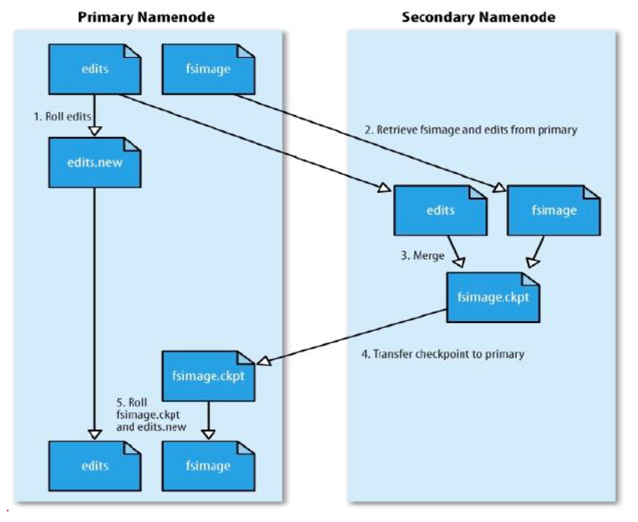 Primary Namenode
Secondary Namenode
edits
fsimage
1. Roll edits
2. Retrieve fsimage and edits from primary
edits.new
edits
fsimage
3. Merge
fsimage.ckpt
4. Transfer checkpoint to primary
fsimage.ckpt
5. Roll
fsimage.ckpt
and edits.new
edits
fsimage